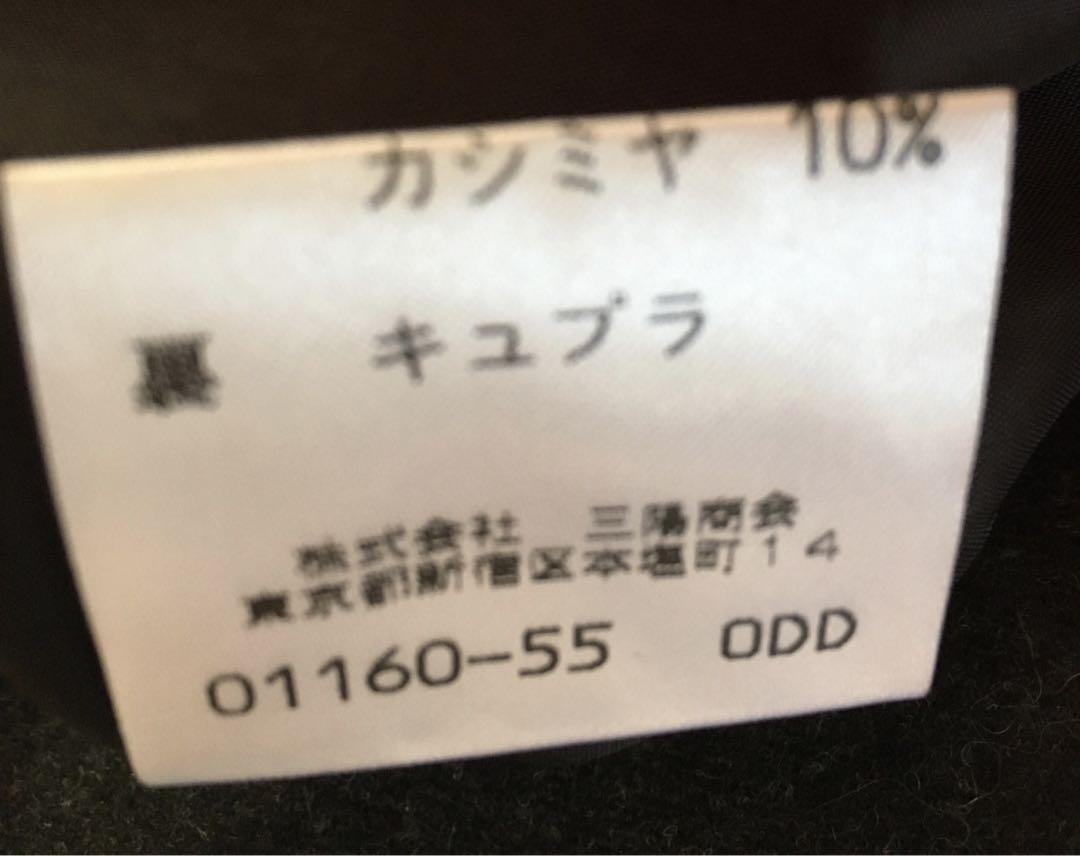 カシミヤ 10%
裏 キュプラ
株式会社 三陽商会
東京都新宿区本塩町14
01160-55 ODD